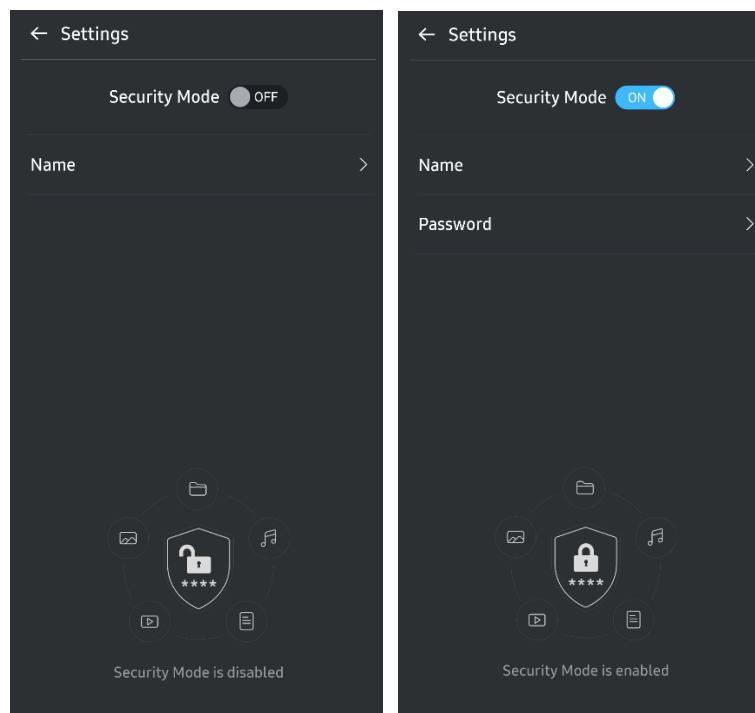 Settings
Security Mode OFF
Name
****
Security Mode is disabled
Settings
Security Mode ON
Name
Password
****
Security Mode is enabled